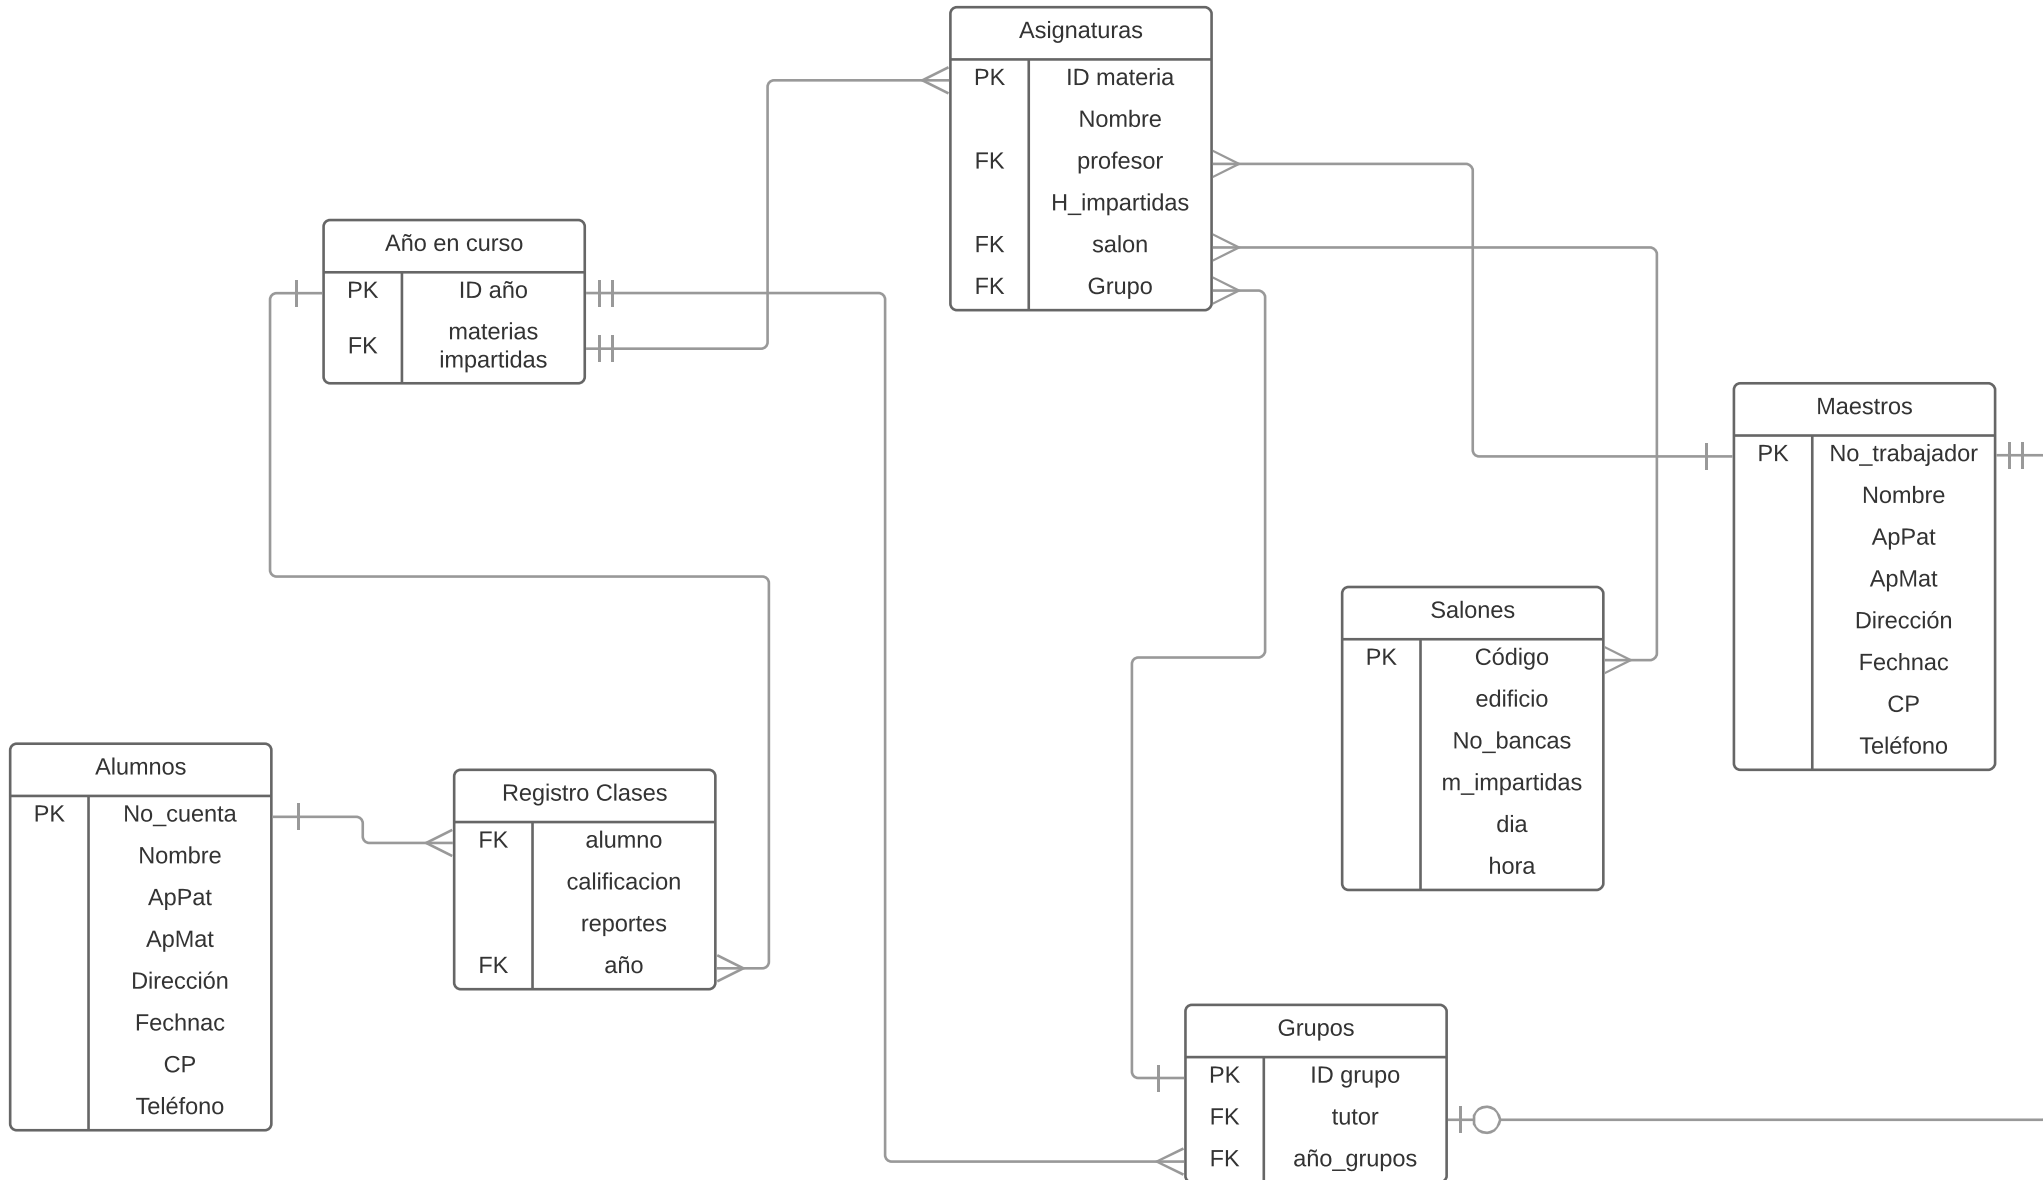 Asignaturas
PK ID materia
Nombre
FK profesor
H_impartidas
FK salon
FK Grupo
Año en curso
PK ID año
FK materias
impartidas
Maestros
PK No_trabajador
Nombre
ApPat
ApMat
Dirección
Fechnac
CP
Teléfono
Salones
PK Código
edificio
No_bancas
m_impartidas
dia
hora
Alumnos
PK No_cuenta
Nombre
ApPat
ApMat
Dirección
Fechnac
CP
Teléfono
Registro Clases
FK alumno
calificacion
reportes
FK año
Grupos
PK ID grupo
FK tutor
FK año_grupos